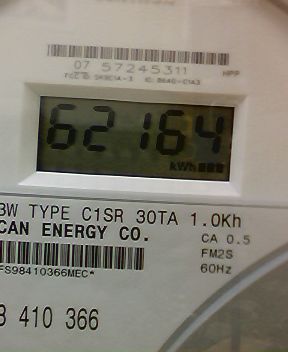 07 57245311 HPP
62164
kWh
3W TYPE C1SR 30TA 1.0Kh
CAN ENERGY CO.
CA 0.5
FM2S
FS98410366MEC*
60Hz
410 366